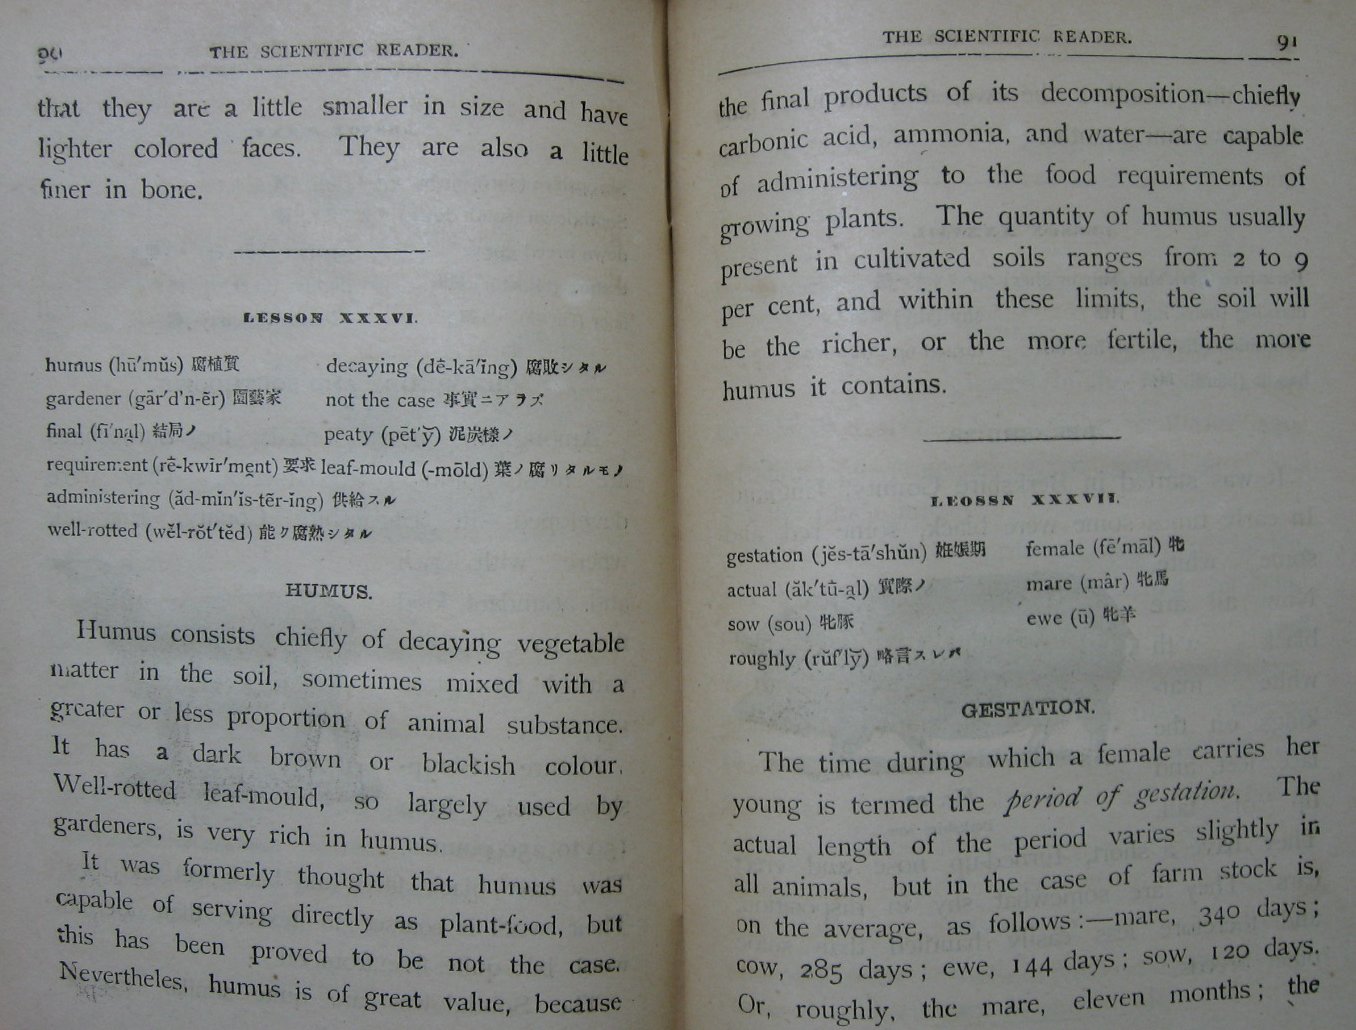 90
THE SCIENTIFIC READER.
that they are a little smaller in size and have
lighter colored faces. They are also a little
finer in bone.
LESSON XXXVI.
humus (hū′mŭs) 腐植質 decaying (dē-kā′ĭng) 腐敗シタル
gardener (gār′d'n-ẽr) 園藝家 not the case 事實ニアラズ
final (fī′nạl) 結局ノ peaty (pēt′y̆) 泥炭樣ノ
requirement (rē-kwīr′mẹnt) 要求 leaf-mould (-mōld) 葉ノ腐リタルモノ
administering (ăd-mĭn′ĭs-tẽr-ĭng) 供給スル
well-rotted (wĕl-rŏt′tĕd) 能ク腐熟シタル
HUMUS.
Humus consists chiefly of decaying vegetable
matter in the soil, sometimes mixed with a
greater or less proportion of animal substance.
It has a dark brown or blackish colour.
Well-rotted leaf-mould, so largely used by
gardeners, is very rich in humus.
It was formerly thought that humus was
capable of serving directly as plant-food, but
this has been proved to be not the case.
Nevertheles, humus is of great value, because
THE SCIENTIFIC READER.
91
the final products of its decomposition—chiefly
carbonic acid, ammonia, and water—are capable
of administering to the food requirements of
growing plants. The quantity of humus usually
present in cultivated soils ranges from 2 to 9
per cent, and within these limits, the soil will
be the richer, or the more fertile, the more
humus it contains.
LEOSSN XXXVII.
gestation (jĕs-tā′shŭn) 姙娠期 female (fē′māl) 牝
actual (ăk′tū-ạl) 實際ノ mare (mâr) 牝馬
sow (sou) 牝豚 ewe (ū) 牝羊
roughly (rŭf′ly̆) 略言スレバ
GESTATION.
The time during which a female carries her
young is termed the period of gestation. The
actual length of the period varies slightly in
all animals, but in the case of farm stock is,
on the average, as follows:—mare, 340 days;
cow, 285 days; ewe, 144 days; sow, 120 days.
Or, roughly, the mare, eleven months; the